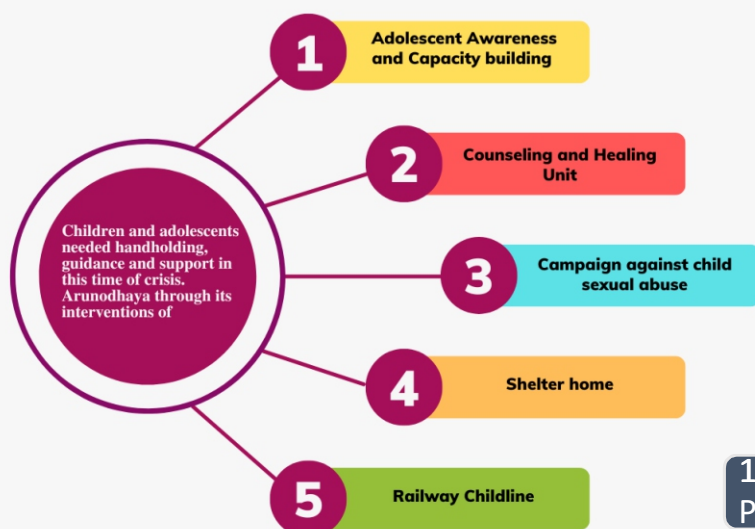 Children and adolescents
needed handholding,
guidance and support in
this time of crisis.
Arunodhaya through its
interventions of
1
Adolescent Awareness
and Capacity building
2
Counseling and Healing
Unit
3
Campaign against child
sexual abuse
4
Shelter home
5
Railway Childline
1
P